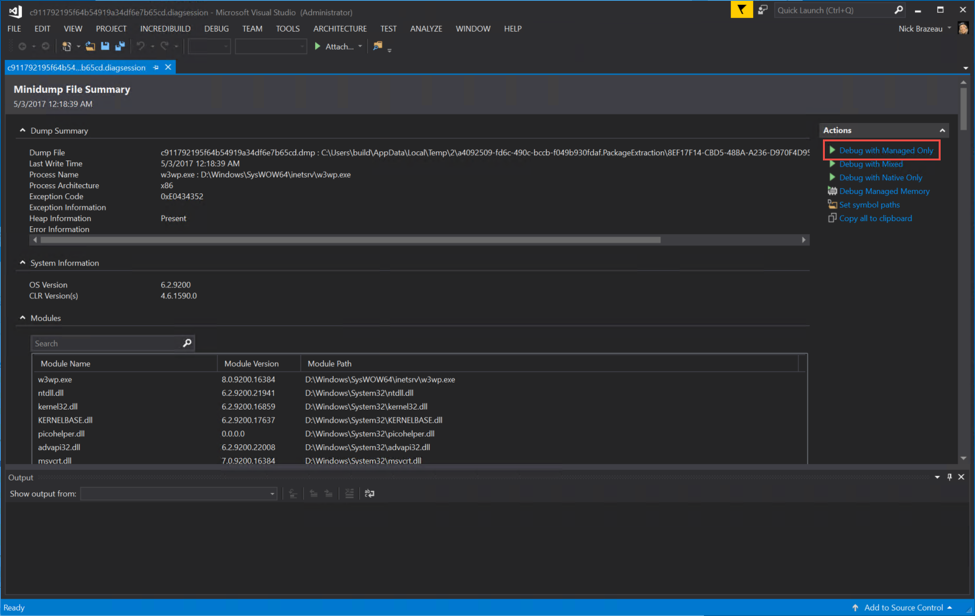 c911792195f64b54919a34df6e7b65cd.diagsession - Microsoft Visual Studio (Administrator)
Quick Launch (Ctrl+Q)
FILE EDIT VIEW PROJECT INCREDIBUILD DEBUG TEAM TOOLS ARCHITECTURE TEST ANALYZE WINDOW HELP
Nick Brazeau
Attach...
c911792195f64b54...b65cd.diagsession
Minidump File Summary
5/3/2017 12:18:39 AM
Dump Summary
Dump File c911792195f64b54919a34df6e7b65cd.dmp : C:\Users\build\AppData\Local\Temp\2\a4092509-fd6c-490c-bccb-f049b930fdaf.PackageExtraction\8EF17F14-CBD5-48BA-A236-D970F4D95
Last Write Time 5/3/2017 12:18:39 AM
Process Name w3wp.exe : D:\Windows\SysWOW64\inetsrv\w3wp.exe
Process Architecture x86
Exception Code 0xE0434352
Exception Information
Heap Information Present
Error Information
Actions
Debug with Managed Only
Debug with Mixed
Debug with Native Only
Debug Managed Memory
Set symbol paths
Copy all to clipboard
System Information
OS Version 6.2.9200
CLR Version(s) 4.6.1590.0
Modules
Search
Module Name Module Version Module Path
w3wp.exe 8.0.9200.16384 D:\Windows\SysWOW64\inetsrv\w3wp.exe
ntdll.dll 6.2.9200.21941 D:\Windows\System32\ntdll.dll
kernel32.dll 6.2.9200.16859 D:\Windows\System32\kernel32.dll
KERNELBASE.dll 6.2.9200.17637 D:\Windows\System32\KERNELBASE.dll
picohelper.dll 0.0.0.0 D:\Windows\System32\picohelper.dll
advapi32.dll 6.2.9200.22008 D:\Windows\System32\advapi32.dll
msvcrt.dll 7.0.9200.16384 D:\Windows\System32\msvcrt.dll
Output
Show output from:
Ready
Add to Source Control